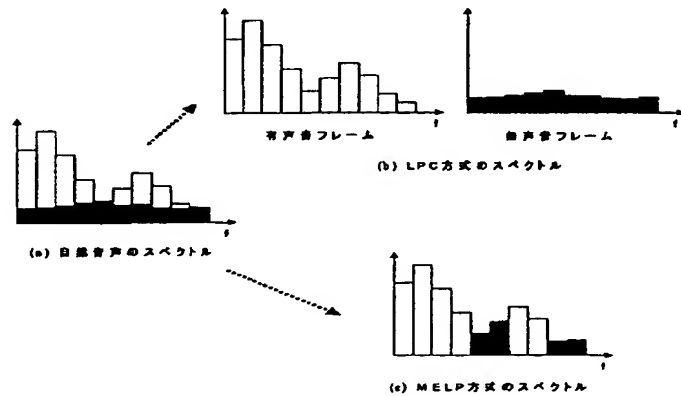 f
有声音フレーム
f
無声音フレーム
(b) LPC方式のスペクトル
f
(a) 自然音声のスペクトル
f
(c) MELP方式のスペクトル